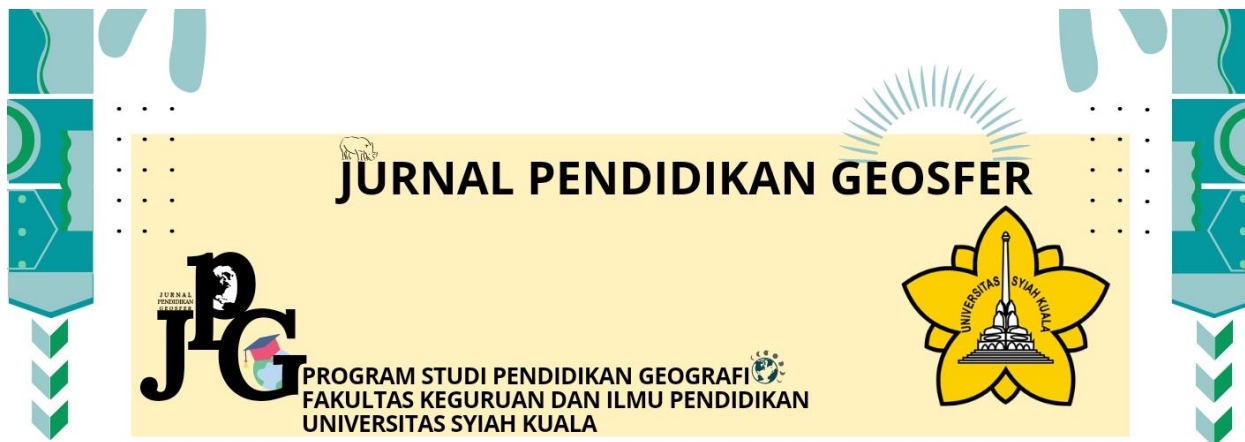 JURNAL PENDIDIKAN GEOSFER
JURNAL
PENDIDIKAN
GEOSFER
JPG
UNIVERSITAS SYIAH KUALA
PROGRAM STUDI PENDIDIKAN GEOGRAFI
FAKULTAS KEGURUAN DAN ILMU PENDIDIKAN
UNIVERSITAS SYIAH KUALA